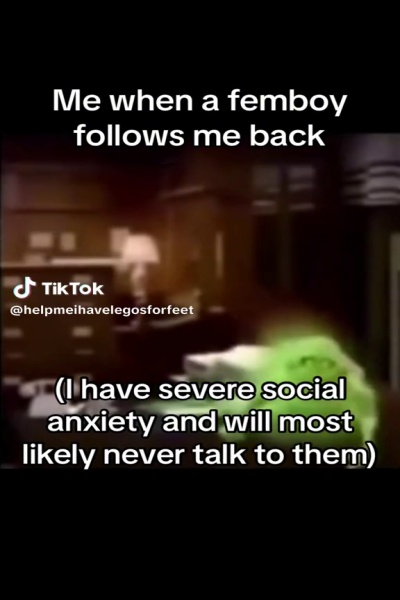 Me when a femboy
follows me back
TikTok
@helpmeihavelegosforfeet
(I have severe social
anxiety and will most
likely never talk to them)